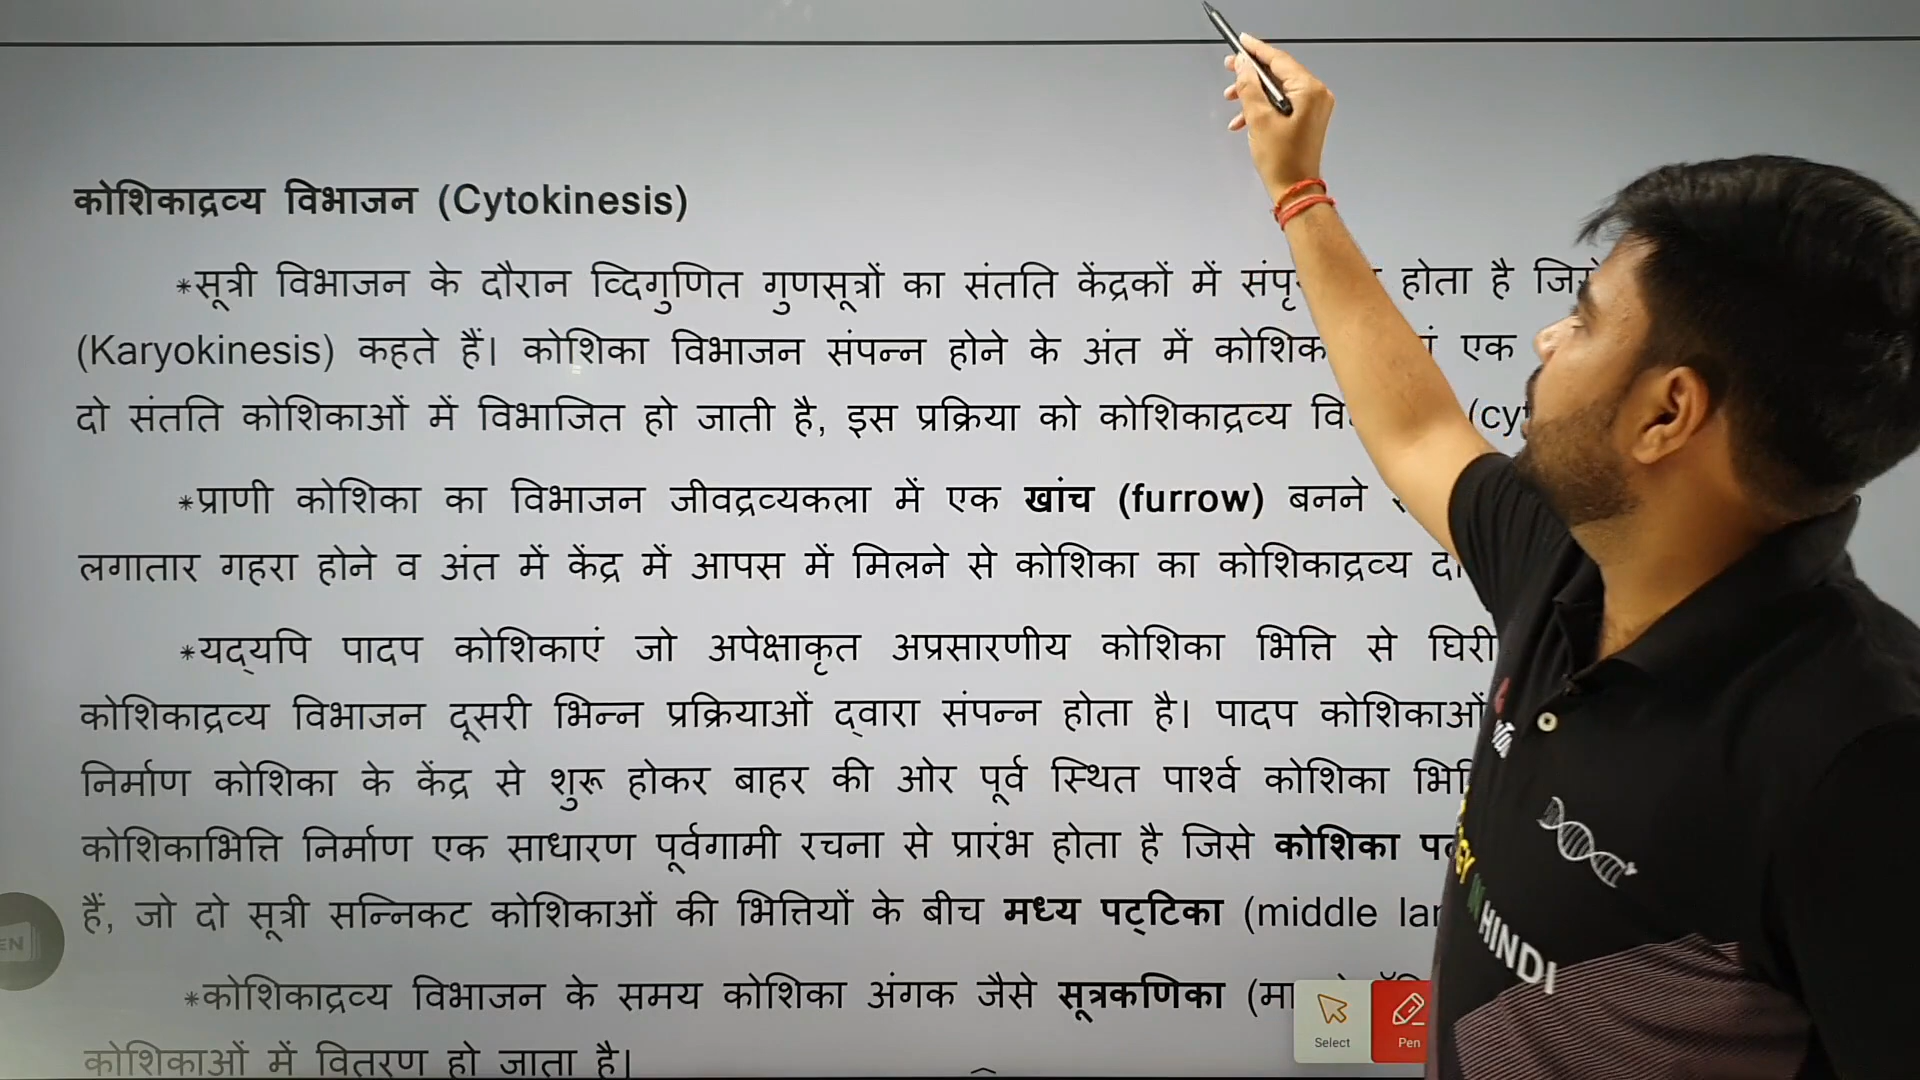 कोशिकाद्रव्य विभाजन (Cytokinesis)
*सूत्री विभाजन के दौरान व्दिगुणित गुणसूत्रों का संतति केंद्रकों में होता है
(Karyokinesis) कहते हैं। कोशिका विभाजन संपन्न होने के अंत में एक
दो संतति कोशिकाओं में विभाजित हो जाती है, इस प्रक्रिया को कोशिकाद्रव्य
*प्राणी कोशिका का विभाजन जीवद्रव्यकला में एक खांच (furrow) बनने
लगातार गहरा होने व अंत में केंद्र में आपस में मिलने से कोशिका का कोशिकाद्रव्य
*यद्यपि पादप कोशिकाएं जो अपेक्षाकृत अप्रसारणीय कोशिका भित्ति से घिरी
कोशिकाद्रव्य विभाजन दूसरी भिन्न प्रक्रियाओं द्वारा संपन्न होता है। पादप कोशिकाओं
निर्माण कोशिका के केंद्र से शुरू होकर बाहर की ओर पूर्व स्थित पार्श्व कोशिका
कोशिकाभित्ति निर्माण एक साधारण पूर्वगामी रचना से प्रारंभ होता है जिसे कोशिका
हैं, जो दो सूत्री सन्निकट कोशिकाओं की भित्तियों के बीच मध्य पट्टिका (middle
*कोशिकाद्रव्य विभाजन के समय कोशिका अंगक जैसे सूत्रकणिका
कोशिकाओं में वितरण हो जाता है।
Select
Pen
EN
IN HINDI